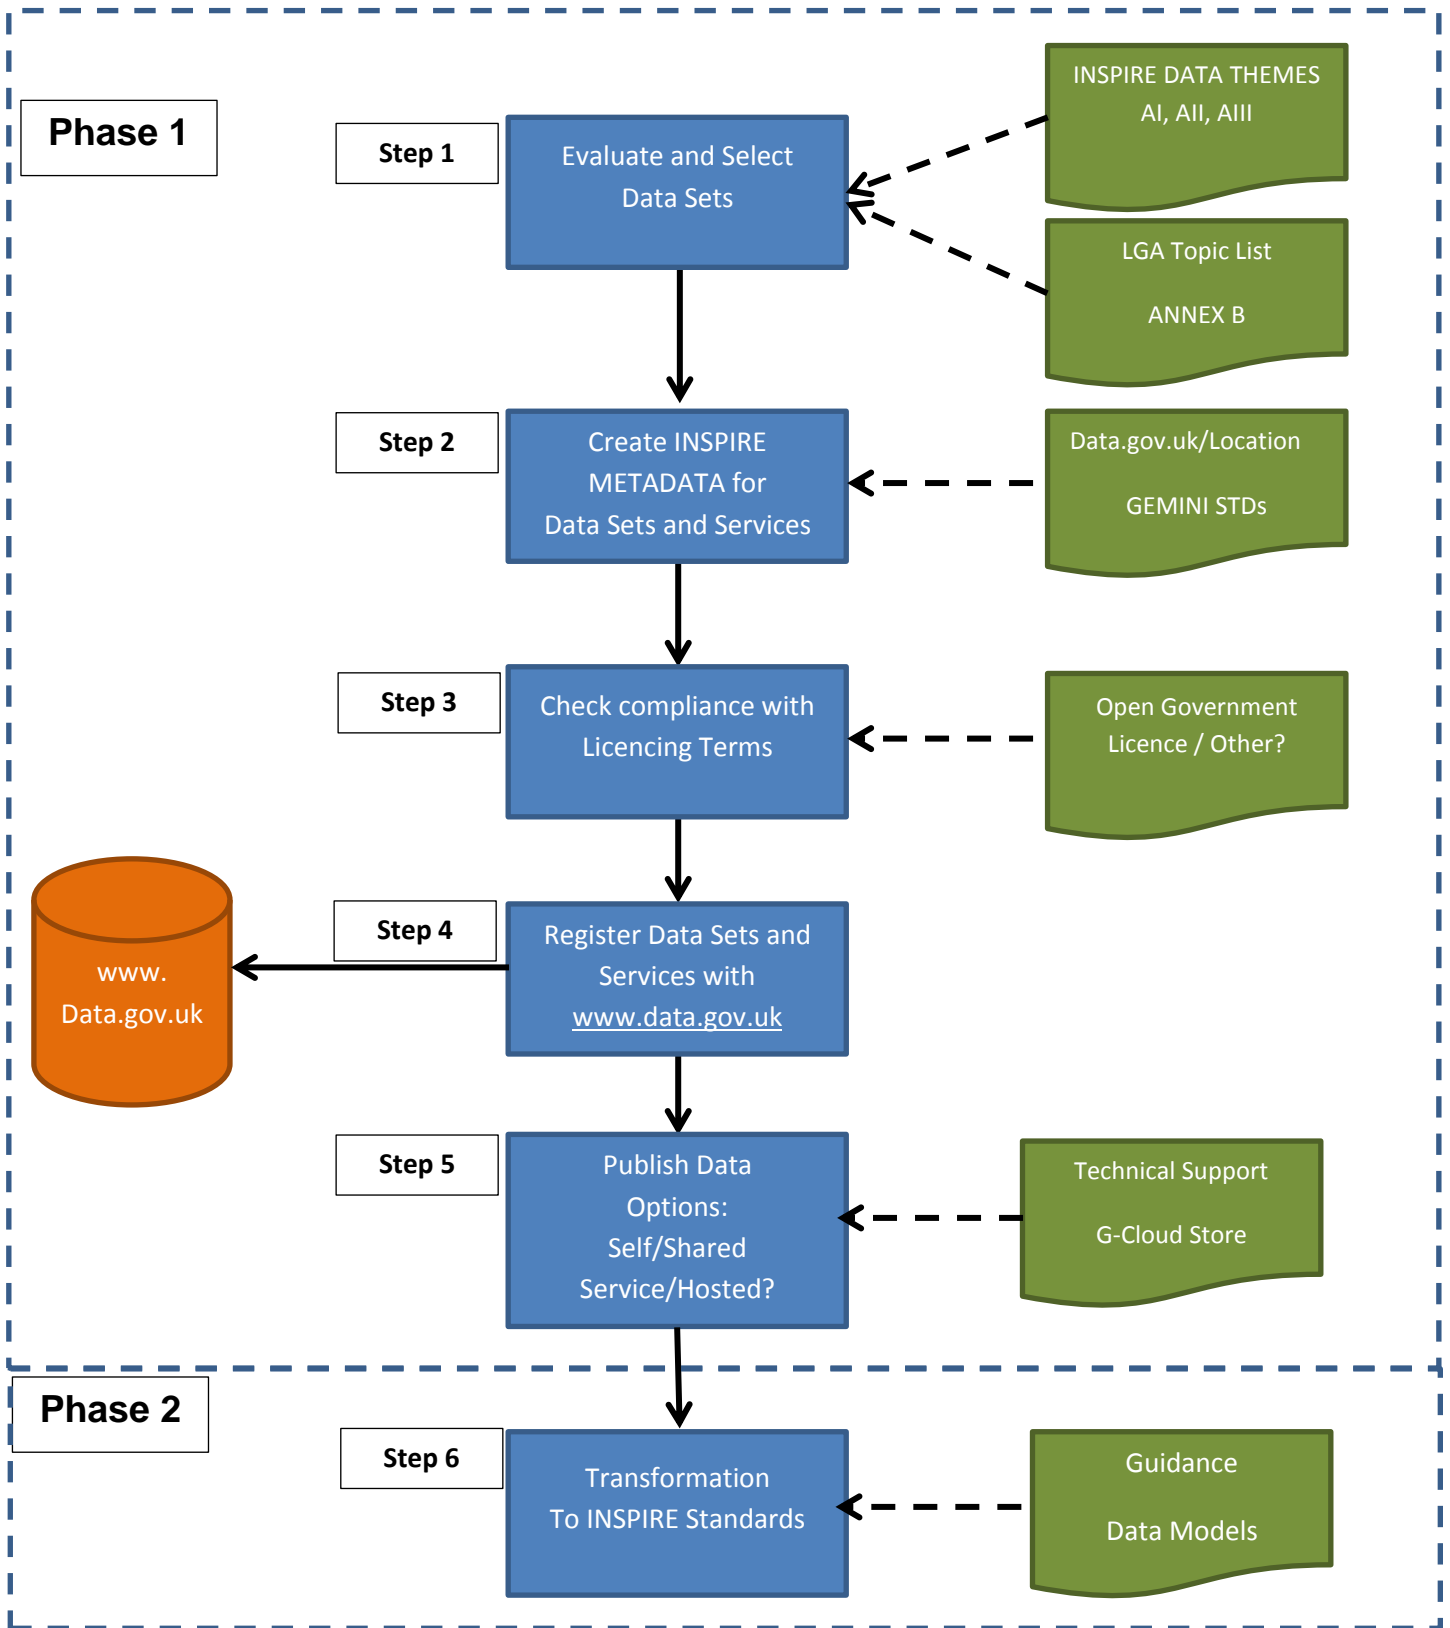 Phase 1
Step 1
Evaluate and Select
Data Sets
INSPIRE DATA THEMES
AI, AII, AIII
LGA Topic List
ANNEX B
Step 2
Create INSPIRE
METADATA for
Data Sets and Services
Data.gov.uk/Location
GEMINI STDs
Step 3
Check compliance with
Licencing Terms
Open Government
Licence / Other?
www.
Data.gov.uk
Step 4
Register Data Sets and
Services with
www.data.gov.uk
Step 5
Publish Data
Options:
Self/Shared
Service/Hosted?
Technical Support
G-Cloud Store
Phase 2
Step 6
Transformation
To INSPIRE Standards
Guidance
Data Models